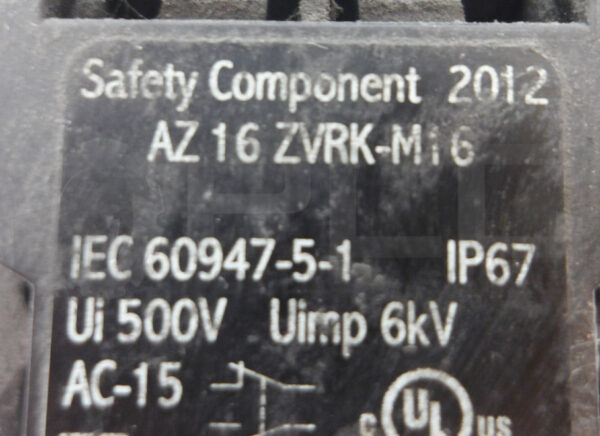 Safety Component 2012
AZ 16 ZVRK-M16
IEC 60947-5-1 IP67
Ui 500V Uimp 6kV
AC-15
c UL us